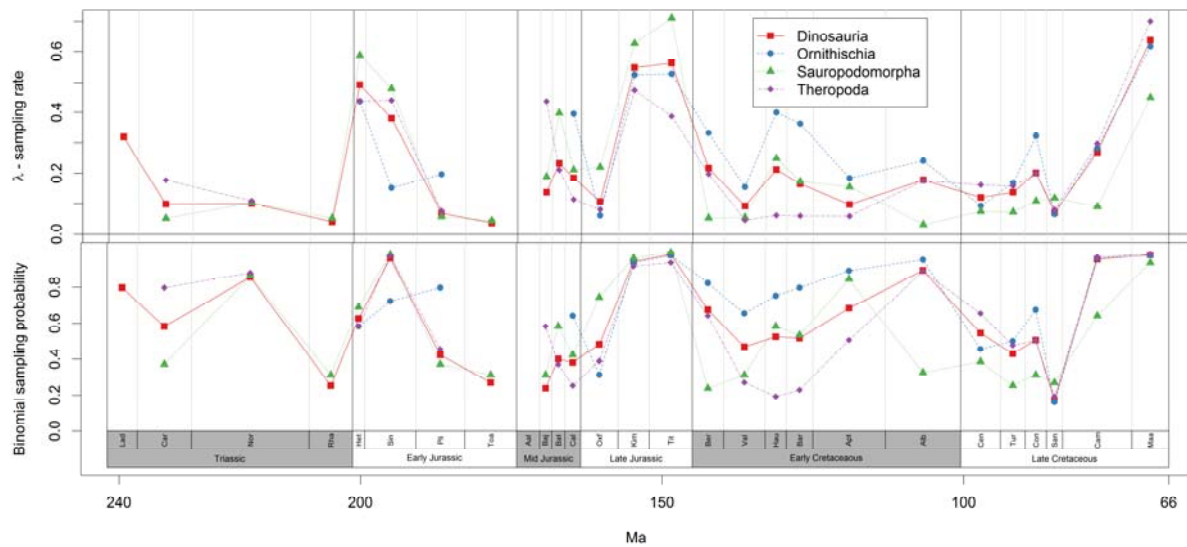 λ - sampling rate
0.0
0.2
0.4
0.6
Dinosauria
Ornithischia
Sauropodomorpha
Theropoda
Binomial sampling probability
0.0
0.2
0.4
0.6
0.8
Lad Car Nor Rha Het Sin Pli Toa Aal Baj Bat Cal Oxf Kim Tit Ber Val Hau Bar Apt Alb Cen Tur Con San Cam Maa
Triassic Early Jurassic Mid Jurassic Late Jurassic Early Cretaceaous Late Cretaceous
240 200 150 100 66
Ma